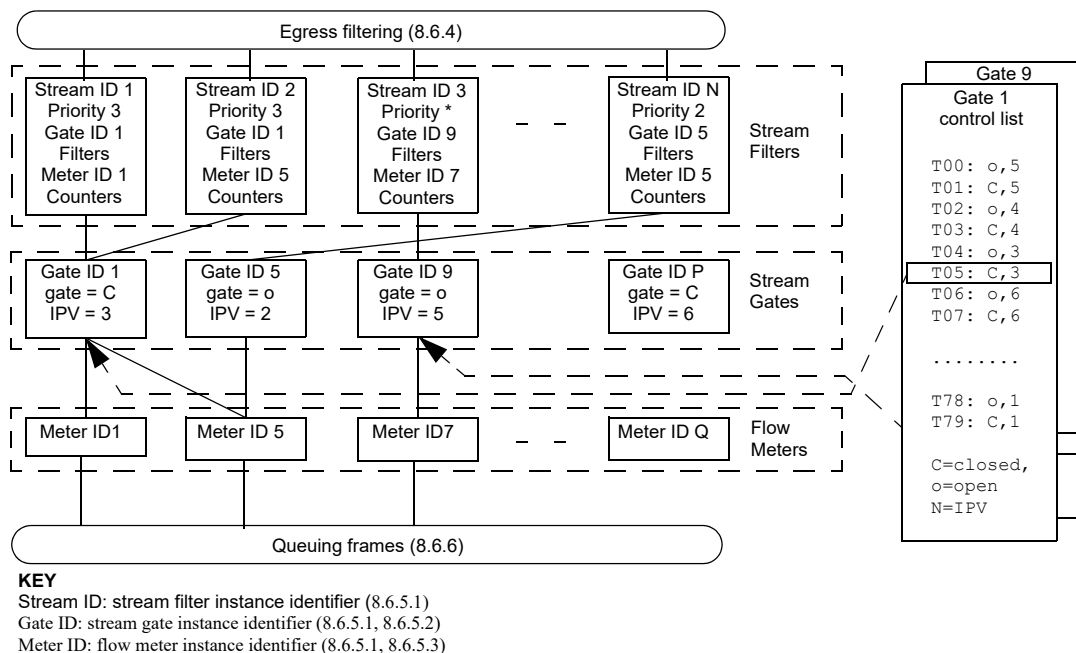 Egress filtering (8.6.4)
Stream ID 1
Priority 3
Gate ID 1
Filters
Meter ID 1
Counters
Stream ID 2
Priority 3
Gate ID 1
Filters
Meter ID 5
Counters
Stream ID 3
Priority *
Gate ID 9
Filters
Meter ID 7
Counters
Stream ID N
Priority 2
Gate ID 5
Filters
Meter ID 5
Counters
Stream
Filters
Gate ID 1
gate = C
IPV = 3
Gate ID 5
gate = o
IPV = 2
Gate ID 9
gate = o
IPV = 5
Gate ID P
gate = C
IPV = 6
Stream
Gates
Meter ID1
Meter ID 5
Meter ID7
Meter ID Q
Flow
Meters
Queuing frames (8.6.6)
Gate 9
Gate 1
control list
T00: o,5
T01: C,5
T02: o,4
T03: C,4
T04: o,3
T05: C,3
T06: o,6
T07: C,6
........
T78: o,1
T79: C,1
C=closed,
o=open
N=IPV
KEY
Stream ID: stream filter instance identifier (8.6.5.1)
Gate ID: stream gate instance identifier (8.6.5.1, 8.6.5.2)
Meter ID: flow meter instance identifier (8.6.5.1, 8.6.5.3)